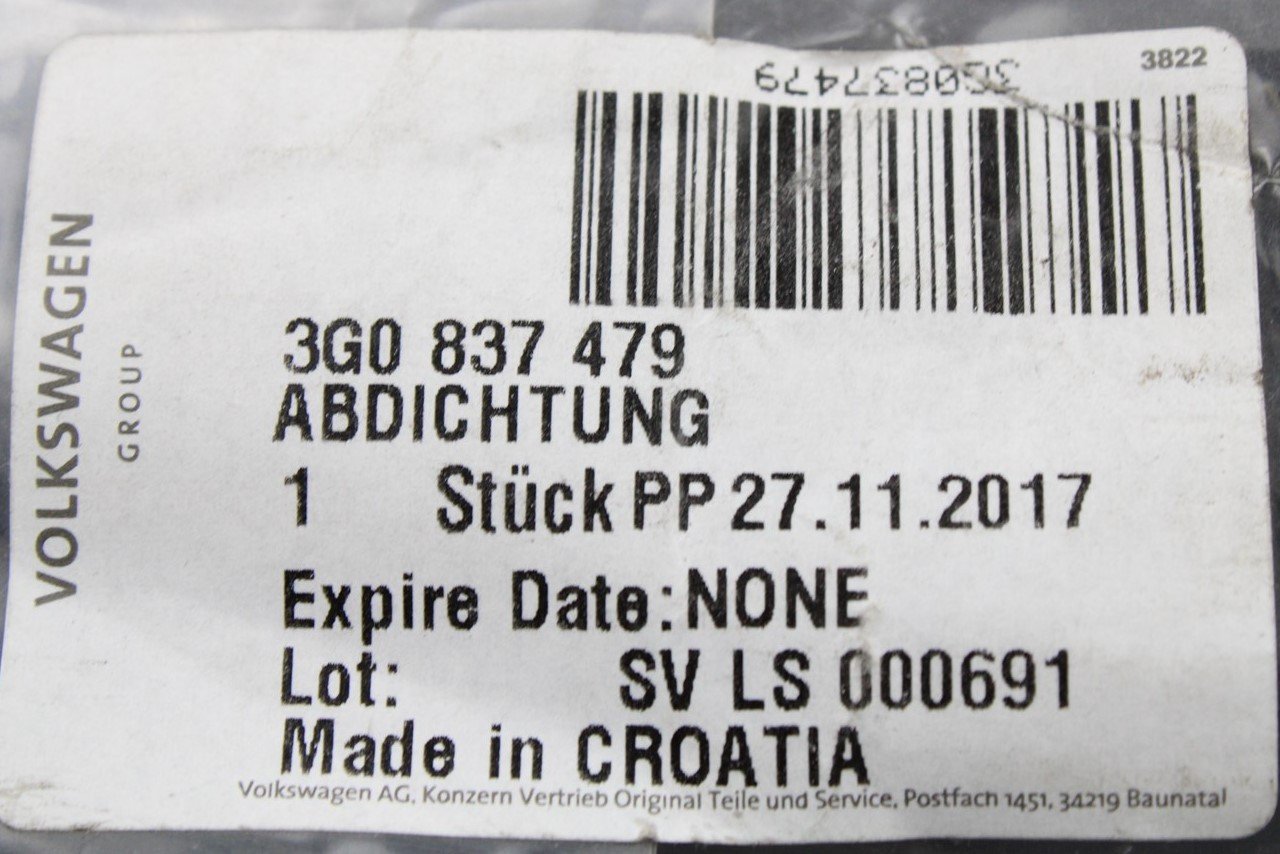 3822
3G0837479
VOLKSWAGEN
GROUP
3G0 837 479
ABDICHTUNG
1 Stück PP 27.11.2017
Expire Date: NONE
Lot: SV LS 000691
Made in CROATIA
Volkswagen AG, Konzern Vertrieb Original Teile und Service, Postfach 1451, 34219 Baunatal